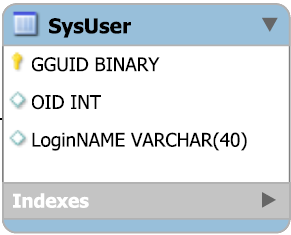 SysUser
GGUID BINARY
OID INT
LoginNAME VARCHAR(40)
Indexes